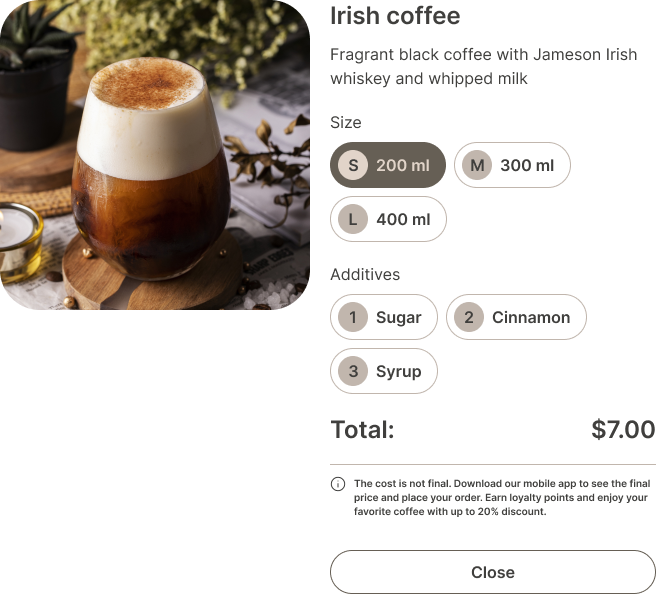 Irish coffee
Fragrant black coffee with Jameson Irish
whiskey and whipped milk
Size
S 200 ml M 300 ml
L 400 ml
Additives
1 Sugar 2 Cinnamon
3 Syrup
Total: $7.00
The cost is not final. Download our mobile app to see the final
price and place your order. Earn loyalty points and enjoy your
favorite coffee with up to 20% discount.
Close